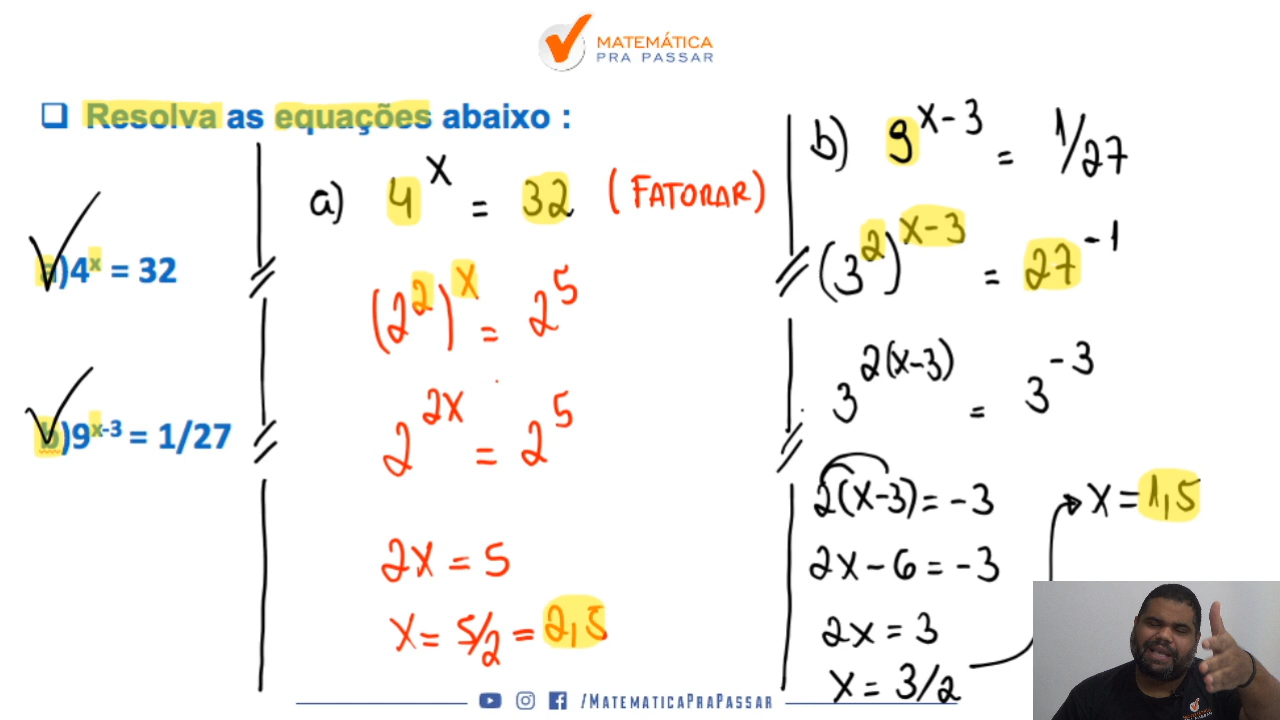 MATEMÁTICA
PRA PASSAR
❑ Resolva as equações abaixo :
a)4ˣ = 32
b)9ˣ⁻³ = 1/27
a) 4ˣ = 32 (FATORAR)
(2²)ˣ = 2⁵
2²ˣ = 2⁵
2x = 5
x = 5/2 = 2,5
b) 9ˣ⁻³ = 1/27
(3²)ˣ⁻³ = 27⁻¹
3²⁽ˣ⁻³⁾ = 3⁻³
2(x-3) = -3
2x - 6 = -3
2x = 3
x = 3/2
x = 1,5
/MATEMATICAPRAPASSAR